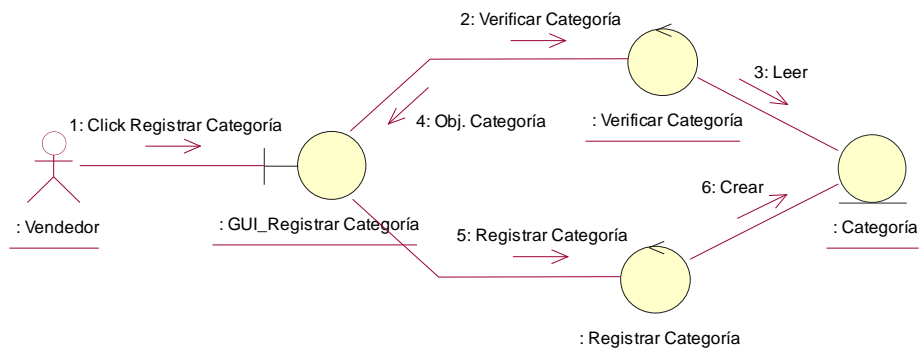 2: Verificar Categoría
3: Leer
1: Click Registrar Categoría
4: Obj. Categoría
: Verificar Categoría
6: Crear
: Vendedor
: GUI_Registrar Categoría
: Categoría
5: Registrar Categoría
: Registrar Categoría